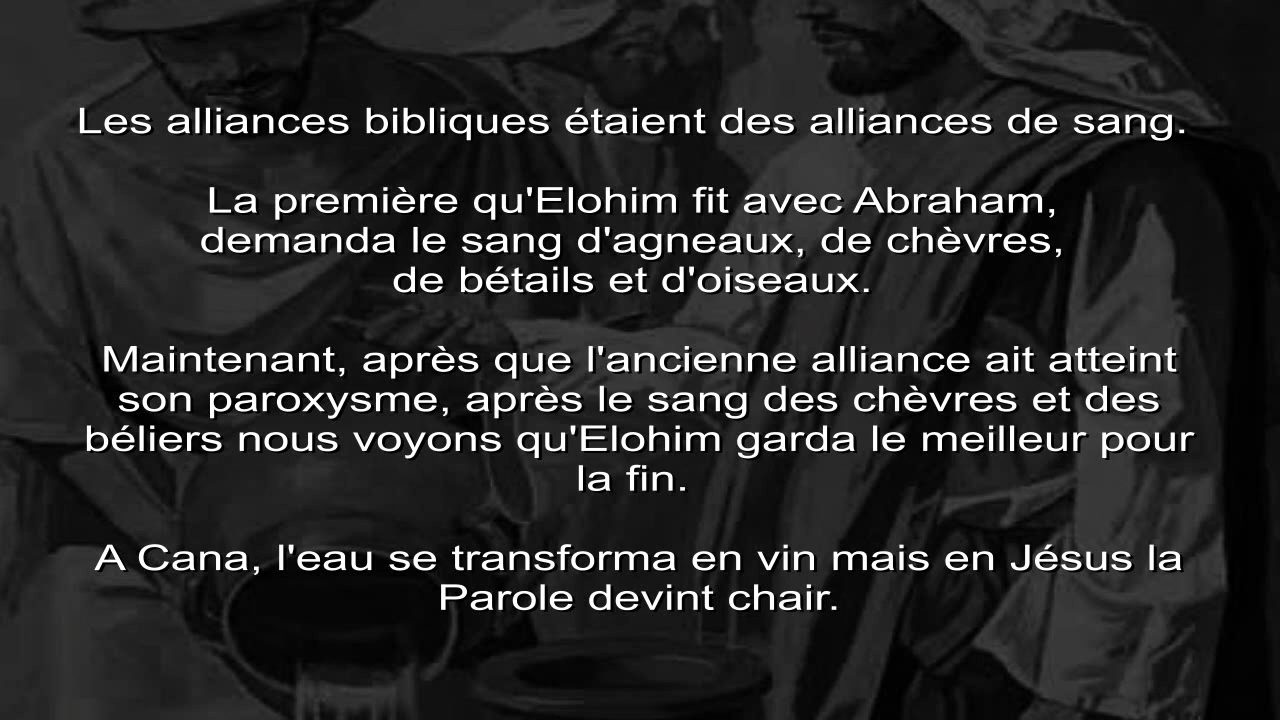 Les alliances bibliques étaient des alliances de sang.
La première qu'Elohim fit avec Abraham,
demanda le sang d'agneaux, de chèvres,
de bétails et d'oiseaux.
Maintenant, après que l'ancienne alliance ait atteint
son paroxysme, après le sang des chèvres et des
béliers nous voyons qu'Elohim garda le meilleur pour
la fin.
A Cana, l'eau se transforma en vin mais en Jésus la
Parole devint chair.